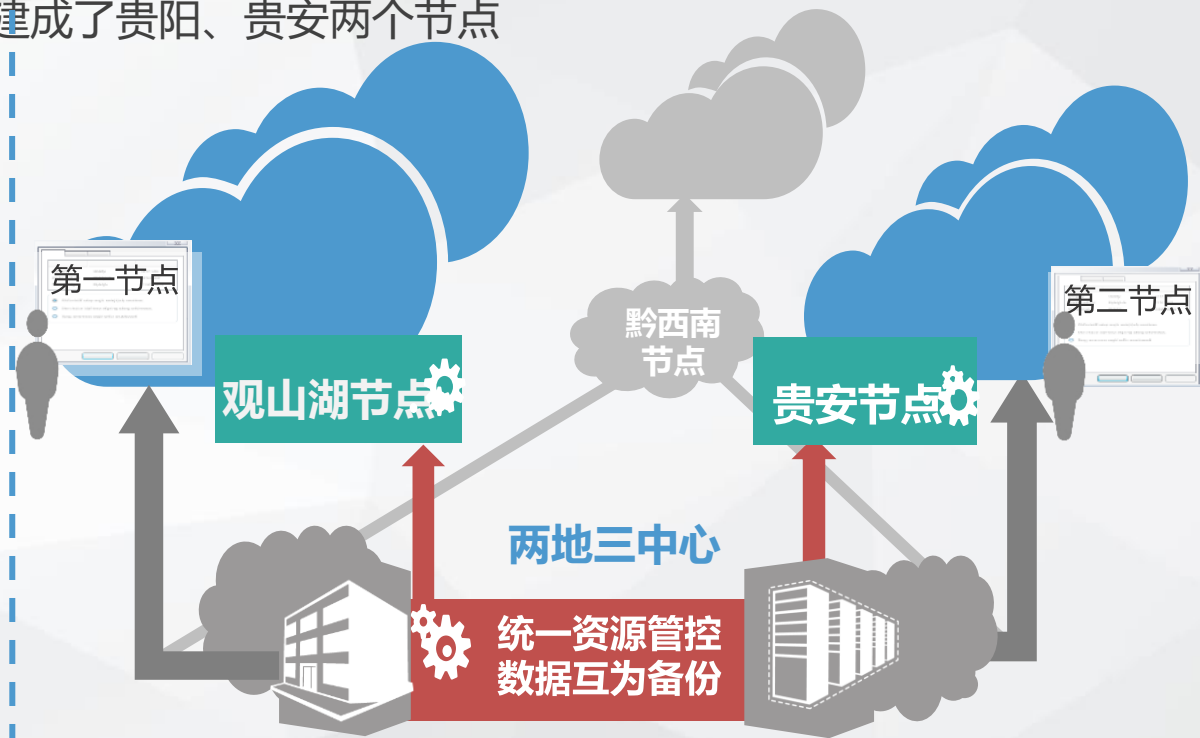 建成了贵阳、贵安两个节点
第一节点
第二节点
黔西南
节点
观山湖节点
贵安节点
两地三中心
统一资源管控
数据互为备份